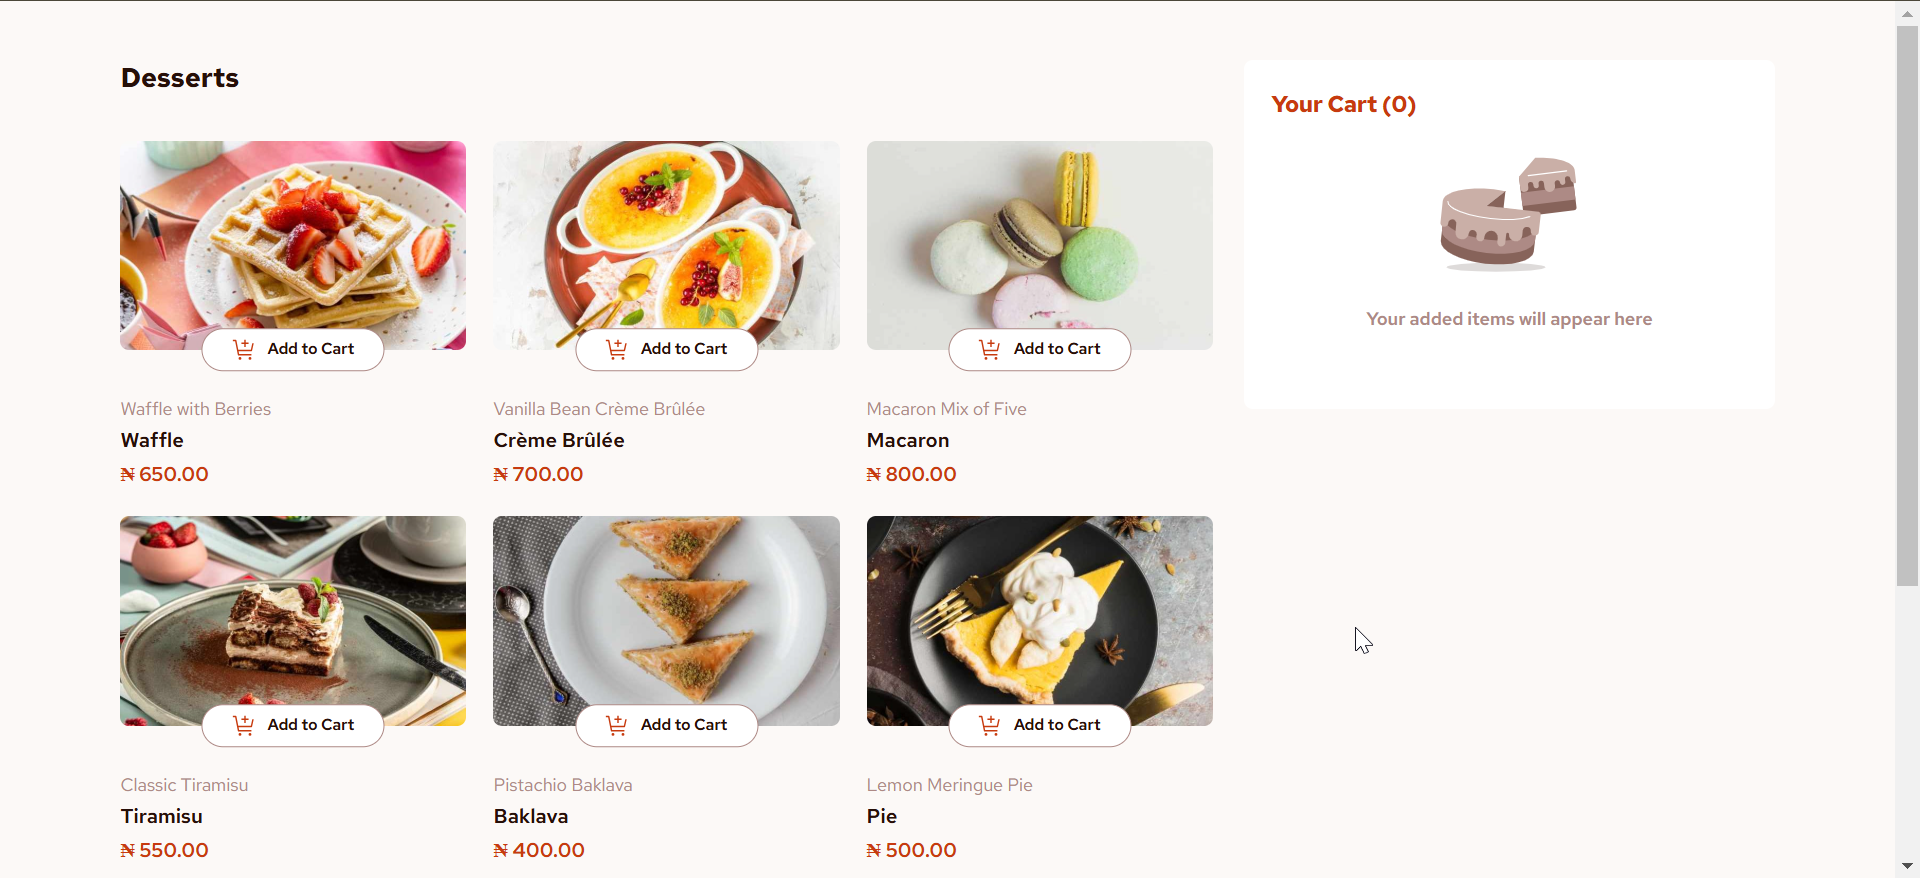 Desserts
Your Cart (0)
Your added items will appear here
Add to Cart
Add to Cart
Add to Cart
Waffle with Berries
Waffle
₦ 650.00
Vanilla Bean Crème Brûlée
Crème Brûlée
₦ 700.00
Macaron Mix of Five
Macaron
₦ 800.00
Add to Cart
Add to Cart
Add to Cart
Classic Tiramisu
Tiramisu
₦ 550.00
Pistachio Baklava
Baklava
₦ 400.00
Lemon Meringue Pie
Pie
₦ 500.00